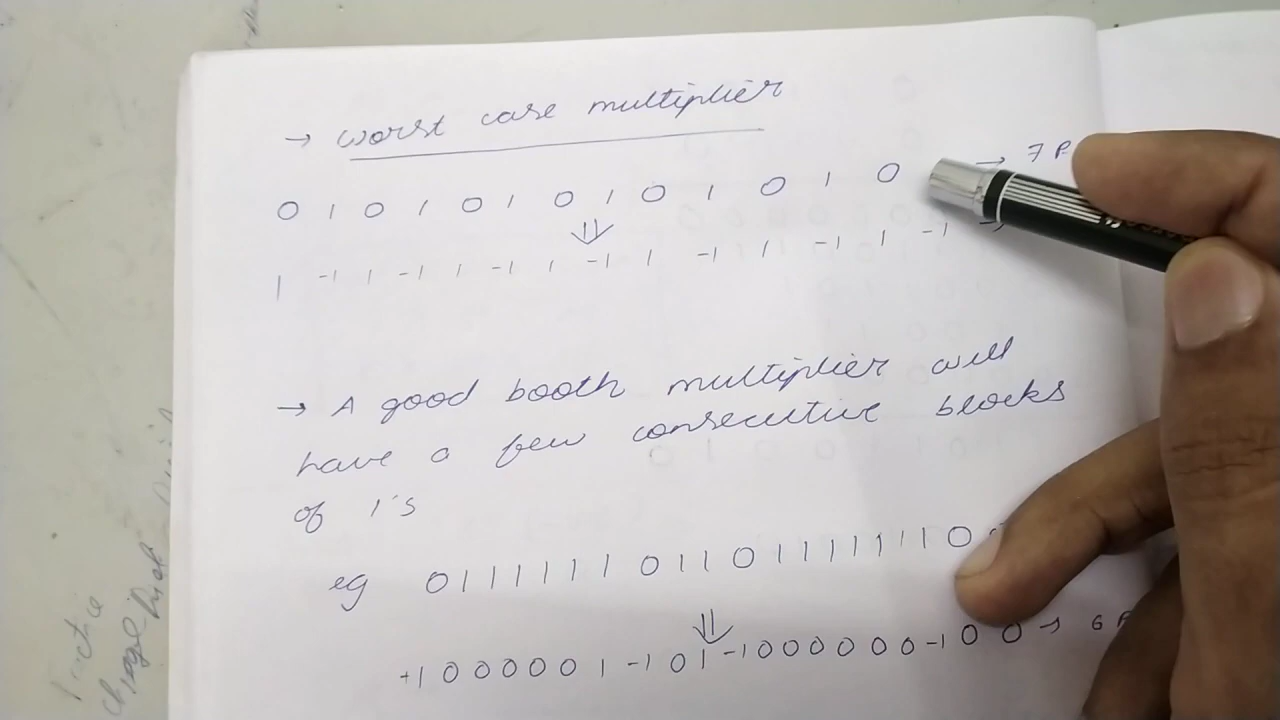 → worst case multiplier
0 1 0 1 0 1 0 1 0 1 0 1 0 → 7 P
⇓
1 -1 1 -1 1 -1 1 -1 1 -1 1 -1 1 -1 →
→ A good booth multiplier will
have a few consecutive blocks
of 1's
eg 0 1 1 1 1 1 1 0 1 1 0 1 1 1 1 1 1 1 0
⇓
+1 0 0 0 0 0 1 -1 0 1 -1 0 0 0 0 0 0 -1 0 0 → 6